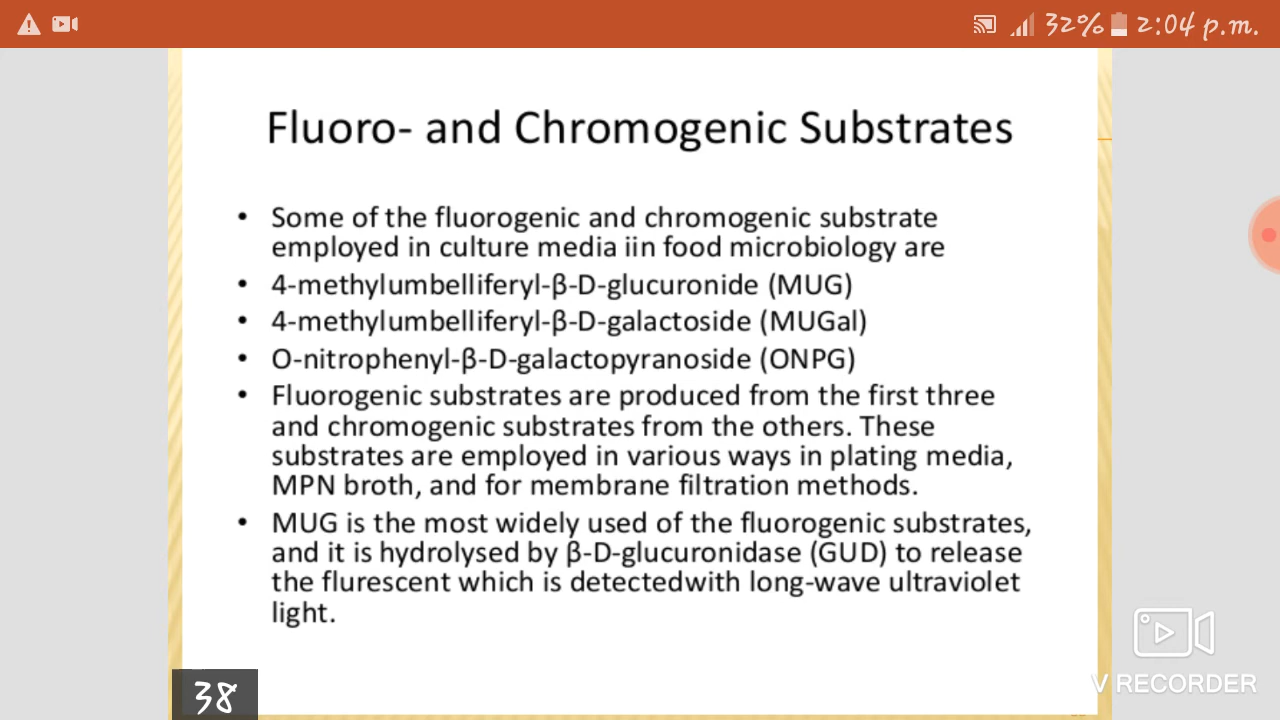 32% 2:04 p.m.
Fluoro- and Chromogenic Substrates
• Some of the fluorogenic and chromogenic substrate
employed in culture media iin food microbiology are
• 4-methylumbelliferyl-β-D-glucuronide (MUG)
• 4-methylumbelliferyl-β-D-galactoside (MUGal)
• O-nitrophenyl-β-D-galactopyranoside (ONPG)
• Fluorogenic substrates are produced from the first three
and chromogenic substrates from the others. These
substrates are employed in various ways in plating media,
MPN broth, and for membrane filtration methods.
• MUG is the most widely used of the fluorogenic substrates,
and it is hydrolysed by β-D-glucuronidase (GUD) to release
the flurescent which is detectedwith long-wave ultraviolet
light.
38
V RECORDER